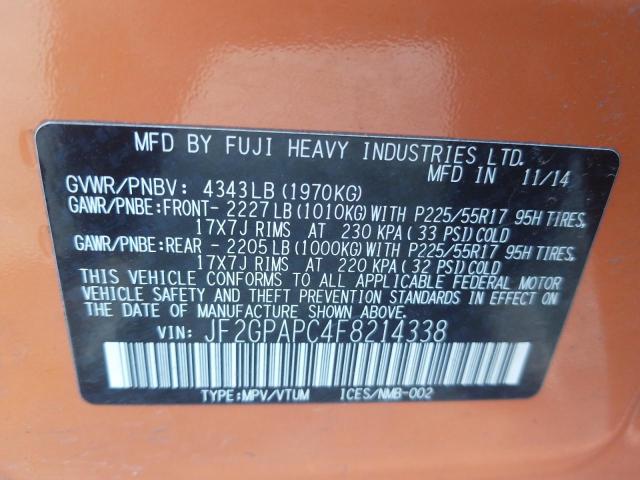 MFD BY FUJI HEAVY INDUSTRIES LTD.
MFD IN 11/14
GVWR/PNBV: 4343LB(1970KG)
GAWR/PNBE:FRONT- 2227LB(1010KG)WITH P225/55R17 95H TIRES,
17X7J RIMS AT 230 KPA(33 PSI)COLD
GAWR/PNBE:REAR - 2205LB(1000KG)WITH P225/55R17 95H TIRES,
17X7J RIMS AT 220 KPA(32 PSI)COLD
THIS VEHICLE CONFORMS TO ALL APPLICABLE FEDERAL MOTOR
VEHICLE SAFETY AND THEFT PREVENTION STANDARDS IN EFFECT ON
THE DATE OF MANUFACTURE SHOWN ABOVE.
VIN: JF2GPAPC4F8214338
TYPE:MPV/VTUM ICES/NMB-002